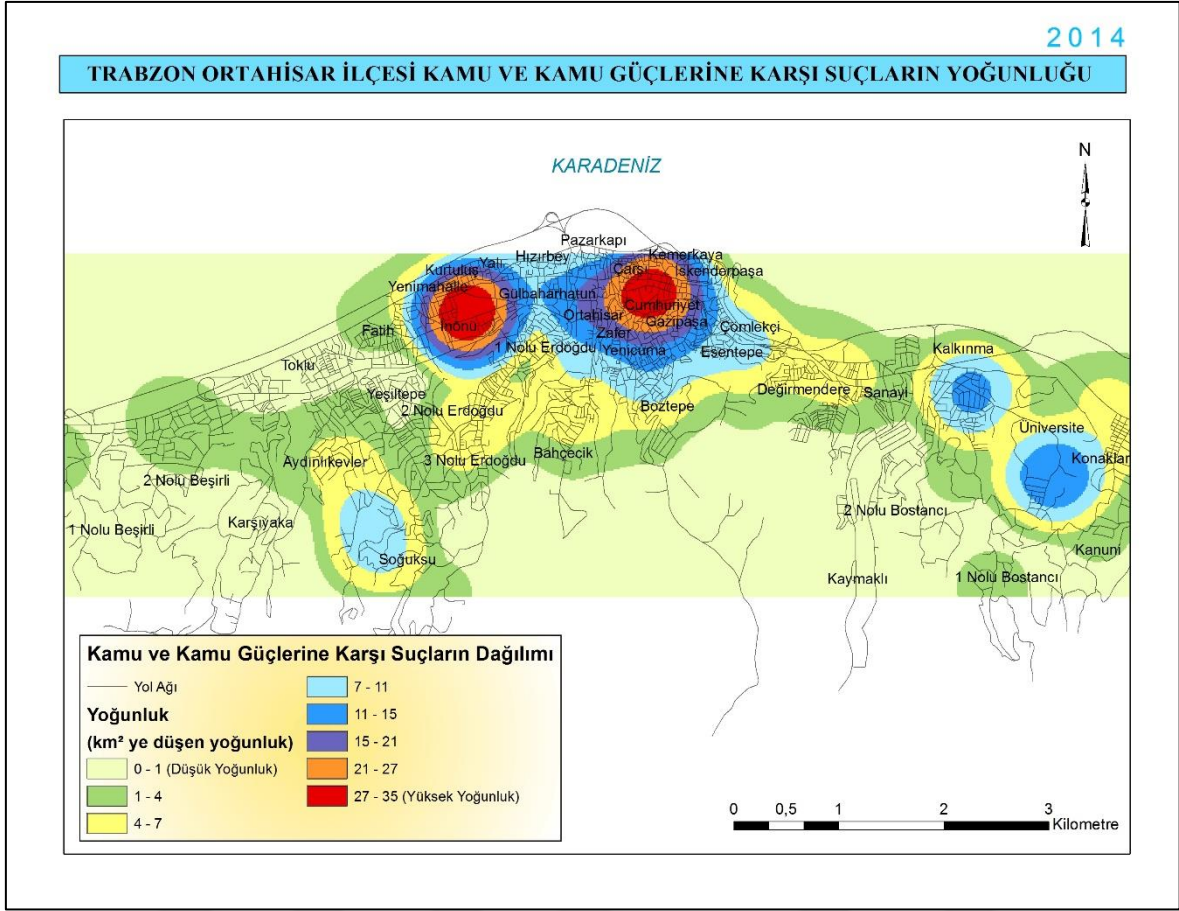 2014
TRABZON ORTAHİSAR İLÇESİ KAMU VE KAMU GÜÇLERİNE KARŞI SUÇLARIN YOĞUNLUĞU
KARADENİZ
N
Pazarkapı
Kemerkaya
Hızırbey
Yalı
Kurtuluş
Çarşı
İskenderpaşa
Yenimahalle
Gülbaharhatun
Cumhuriyet
Ortahisar
Gazipaşa
İnönü
Fatih
Zafer
Çömlekçi
1 Nolu Erdoğdu
Yenicuma
Esentepe
Kalkınma
Toklu
Yeşiltepe
Değirmendere
Sanayi
2 Nolu Erdoğdu
Boztepe
Üniversite
Bahçecik
Konaklar
Aydınlıkevler
3 Nolu Erdoğdu
2 Nolu Beşirli
2 Nolu Bostancı
Karşıyaka
1 Nolu Beşirli
Kanuni
Soğuksu
Kaymaklı
1 Nolu Bostancı
Kamu ve Kamu Güçlerine Karşı Suçların Dağılımı
Yol Ağı
Yoğunluk
(km² ye düşen yoğunluk)
0 - 1 (Düşük Yoğunluk)
1 - 4
4 - 7
7 - 11
11 - 15
15 - 21
21 - 27
27 - 35 (Yüksek Yoğunluk)
0 0,5 1 2 3
Kilometre